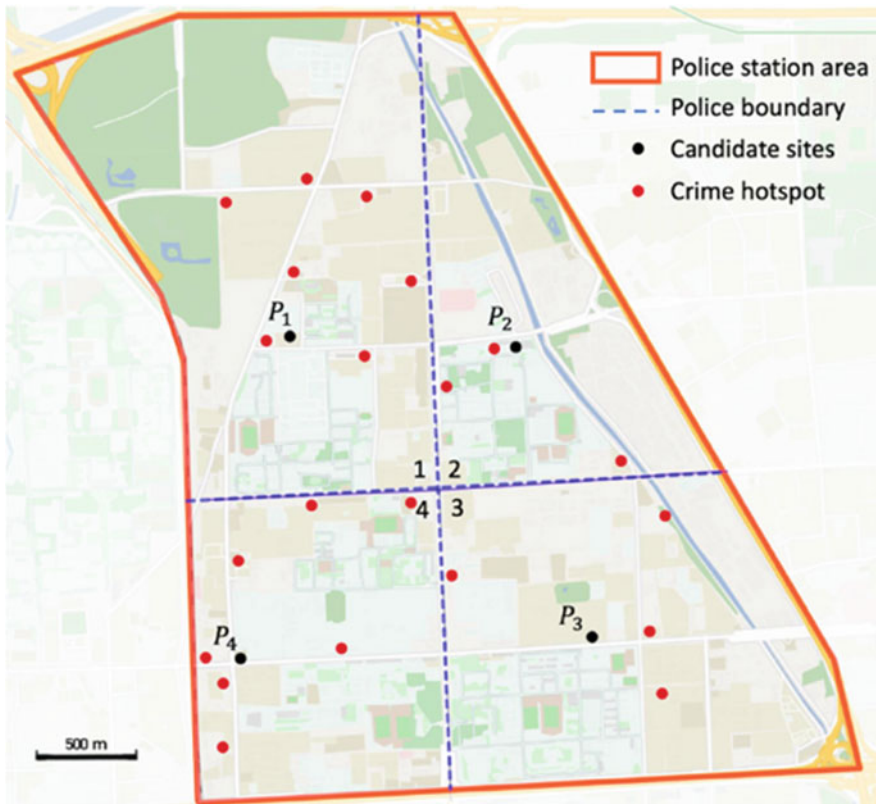 Police station area
Police boundary
Candidate sites
Crime hotspot
P1
P2
1 2
4 3
P3
P4
500 m